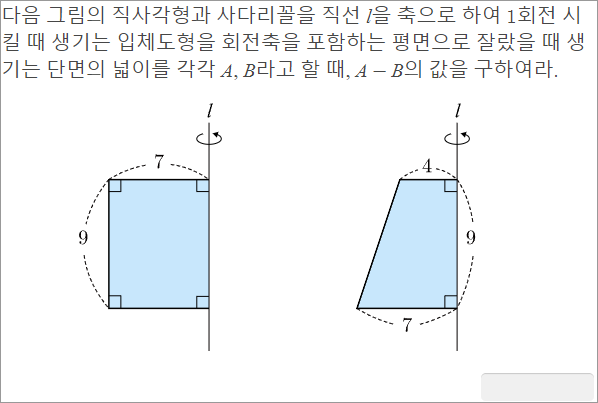 다음 그림의 직사각형과 사다리꼴을 직선 l을 축으로 하여 1회전 시
킬 때 생기는 입체도형을 회전축을 포함하는 평면으로 잘랐을 때 생
기는 단면의 넓이를 각각 A, B라고 할 때, A − B의 값을 구하여라.
l
7
9
l
4
9
7